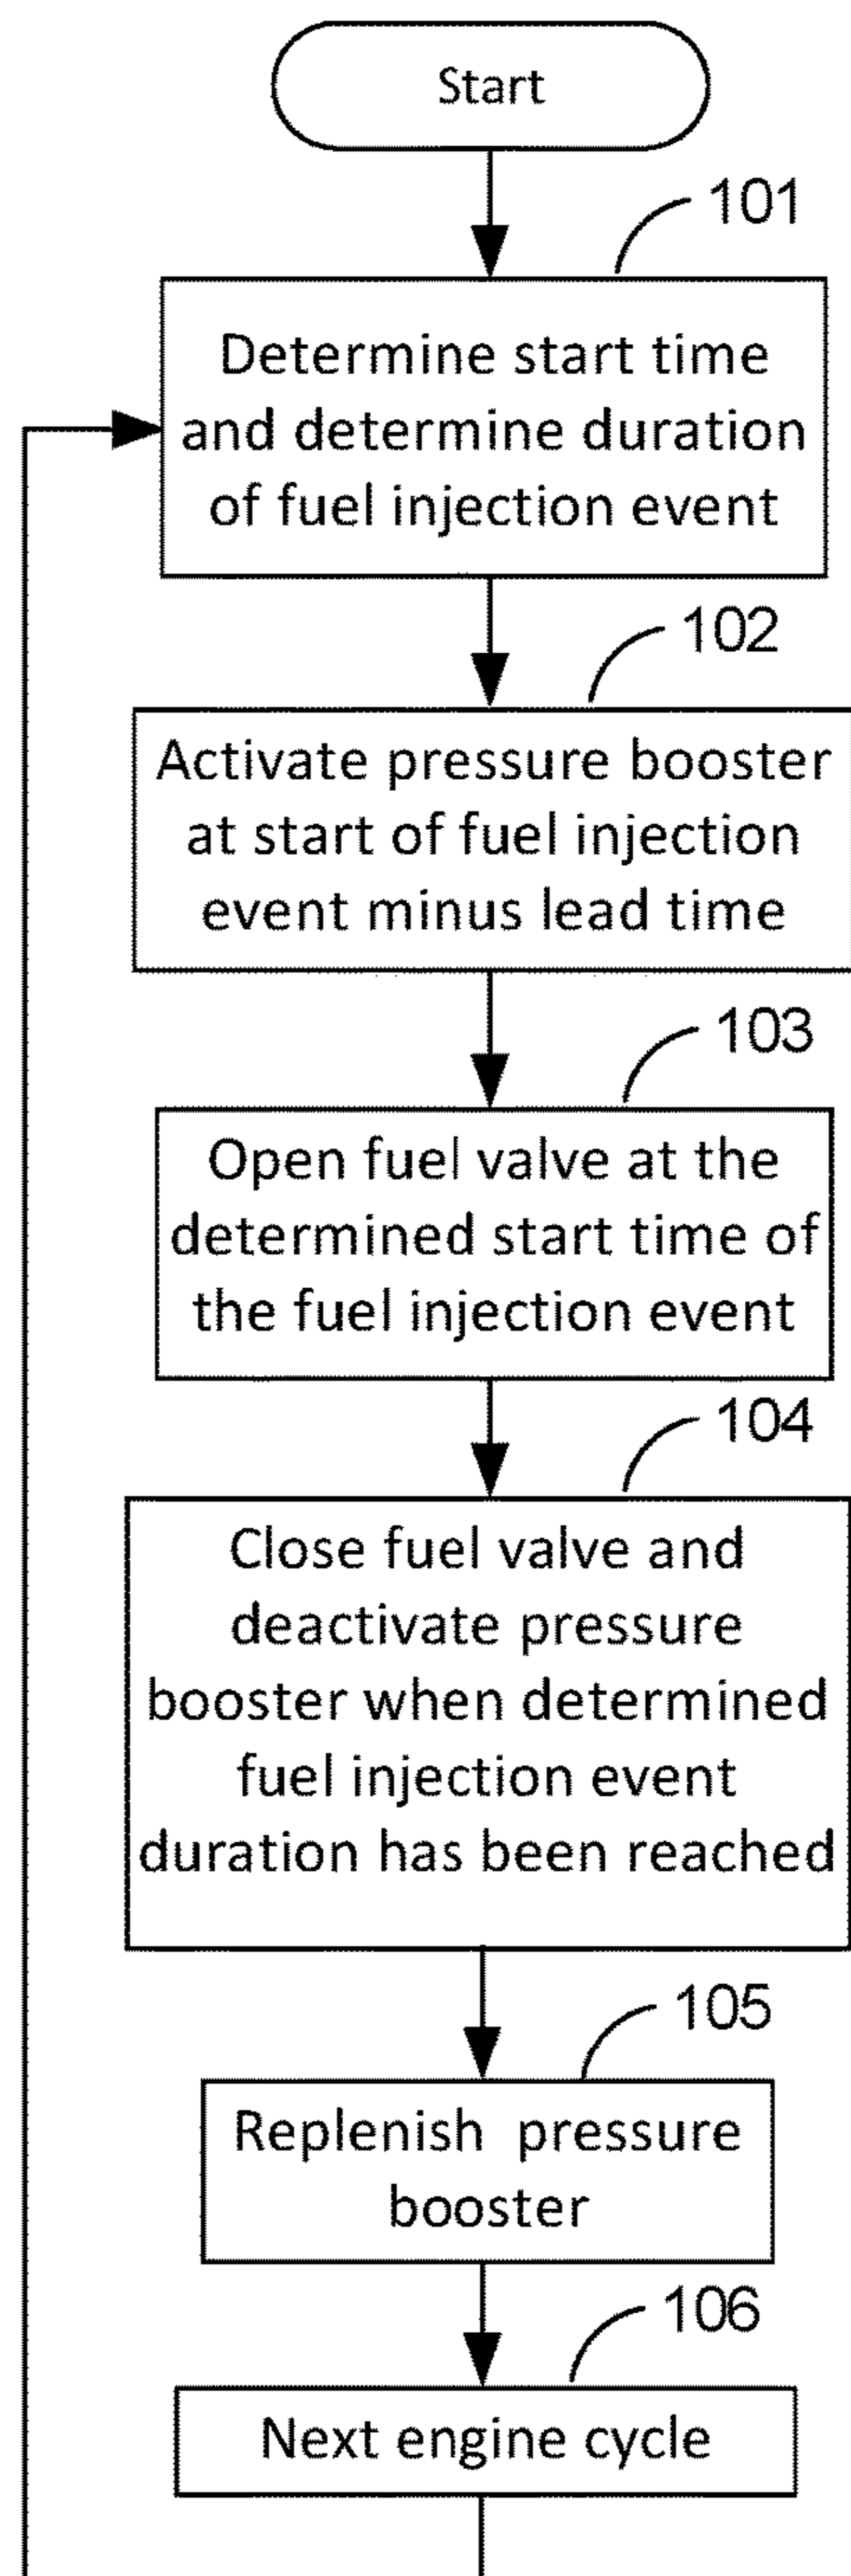 Start
101
Determine start time
and determine duration
of fuel injection event
102
Activate pressure booster
at start of fuel injection
event minus lead time
103
Open fuel valve at the
determined start time of
the fuel injection event
104
Close fuel valve and
deactivate pressure
booster when determined
fuel injection event
duration has been reached
105
Replenish pressure
booster
106
Next engine cycle